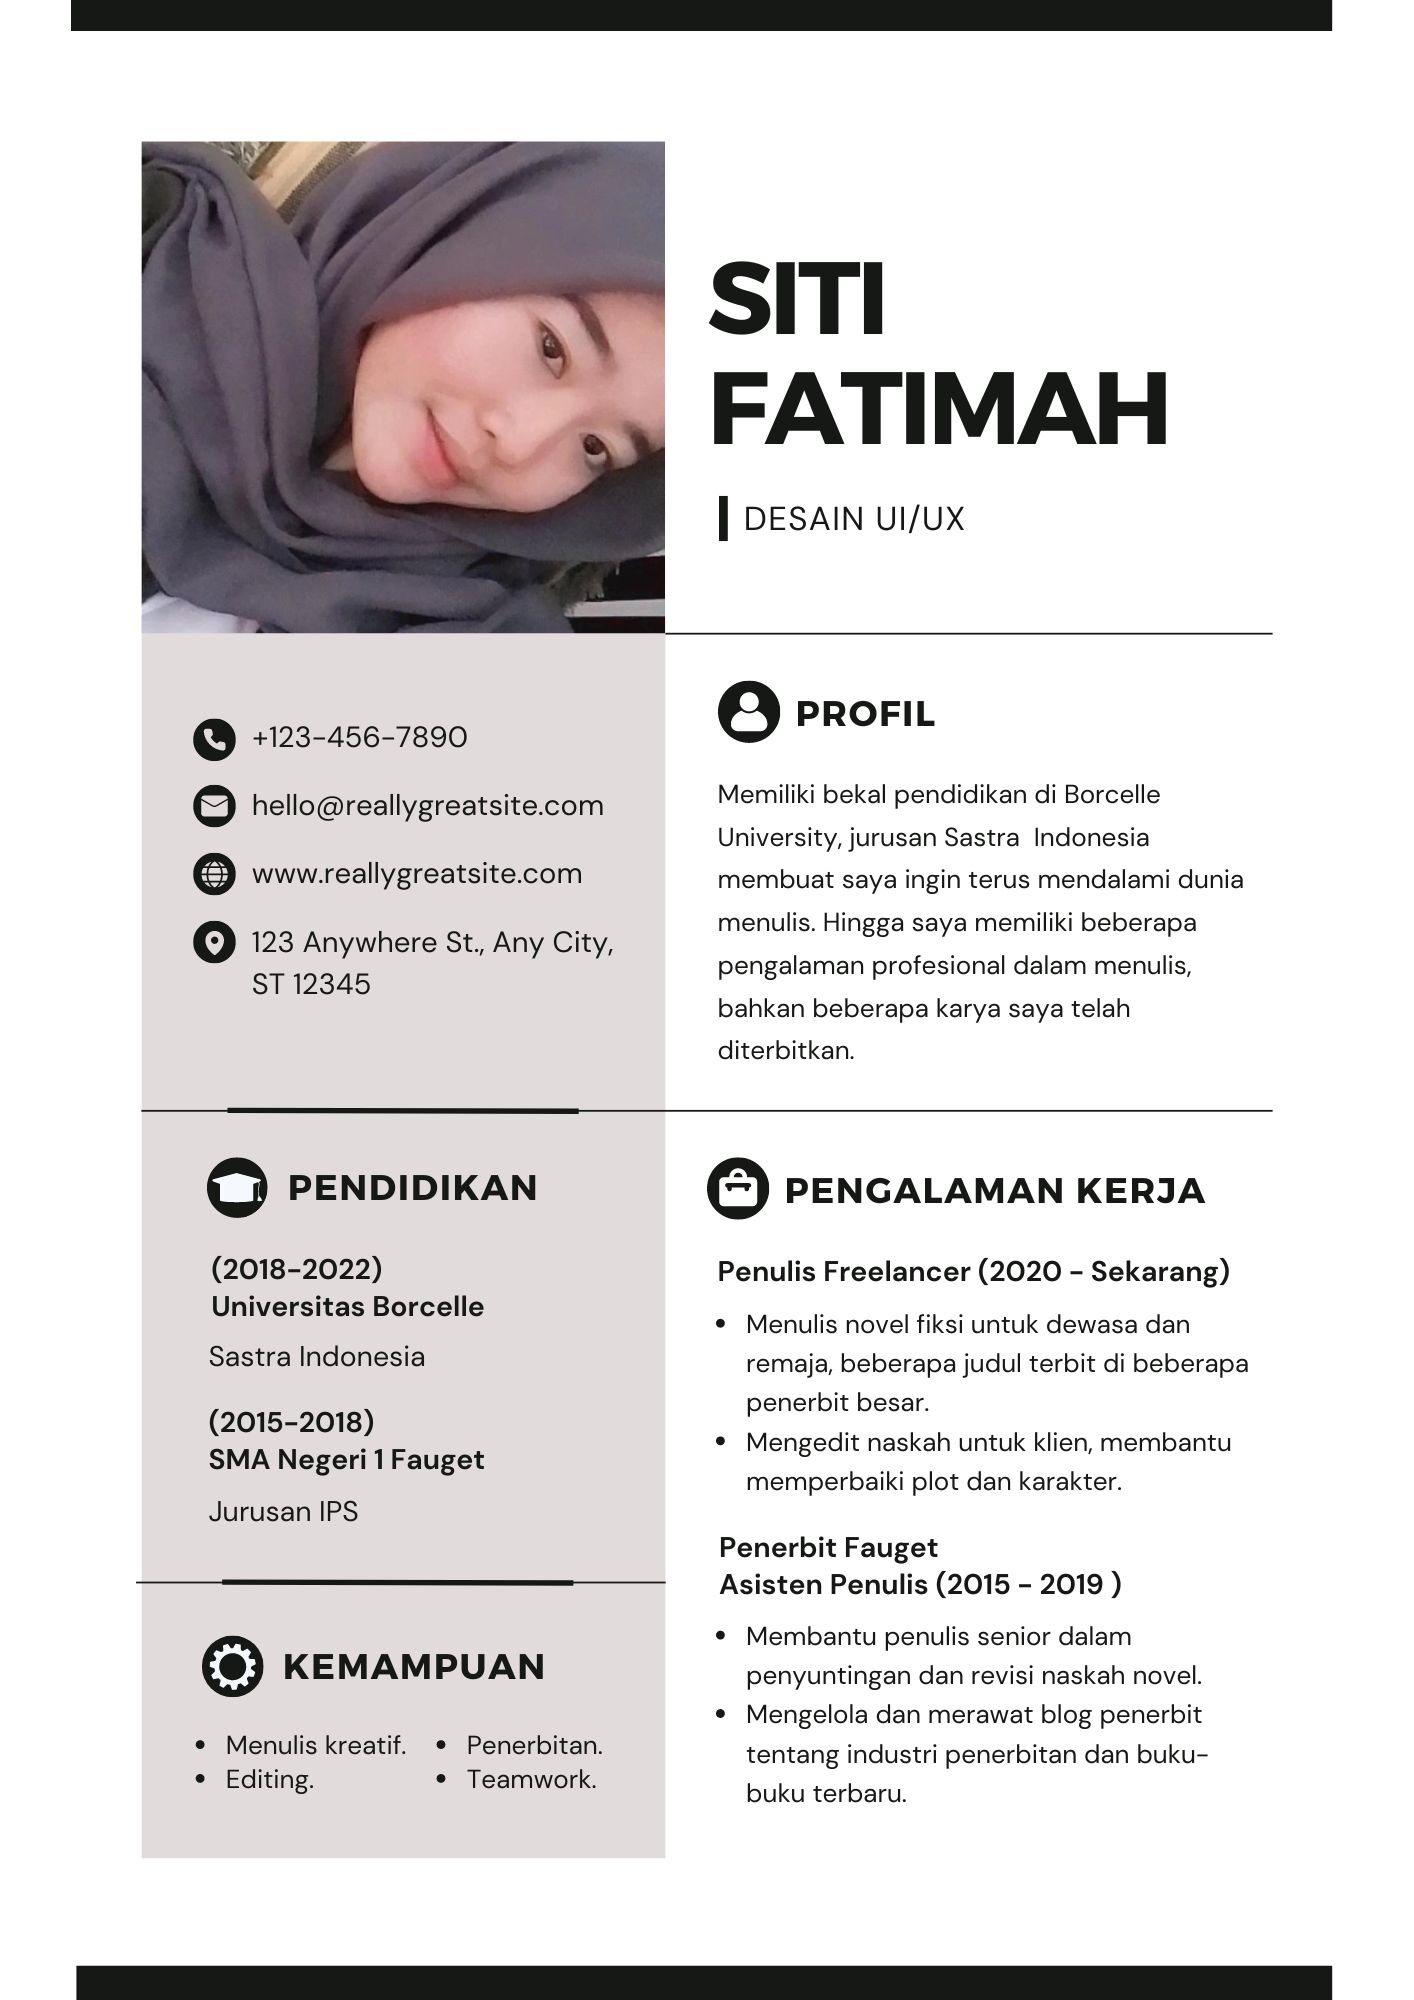 SITI
FATIMAH
DESAIN UI/UX
+123-456-7890
hello@reallygreatsite.com
www.reallygreatsite.com
123 Anywhere St., Any City,
ST 12345
PROFIL
Memiliki bekal pendidikan di Borcelle
University, jurusan Sastra  Indonesia
membuat saya ingin terus mendalami dunia
menulis. Hingga saya memiliki beberapa
pengalaman profesional dalam menulis,
bahkan beberapa karya saya telah
diterbitkan.
PENDIDIKAN
(2018-2022)
Universitas Borcelle
Sastra Indonesia
(2015-2018)
SMA Negeri 1 Fauget
Jurusan IPS
KEMAMPUAN
• Menulis kreatif.
• Editing.
• Penerbitan.
• Teamwork.
PENGALAMAN KERJA
Penulis Freelancer (2020 - Sekarang)
• Menulis novel fiksi untuk dewasa dan
remaja, beberapa judul terbit di beberapa
penerbit besar.
• Mengedit naskah untuk klien, membantu
memperbaiki plot dan karakter.
Penerbit Fauget
Asisten Penulis (2015 - 2019 )
• Membantu penulis senior dalam
penyuntingan dan revisi naskah novel.
• Mengelola dan merawat blog penerbit
tentang industri penerbitan dan buku-
buku terbaru.